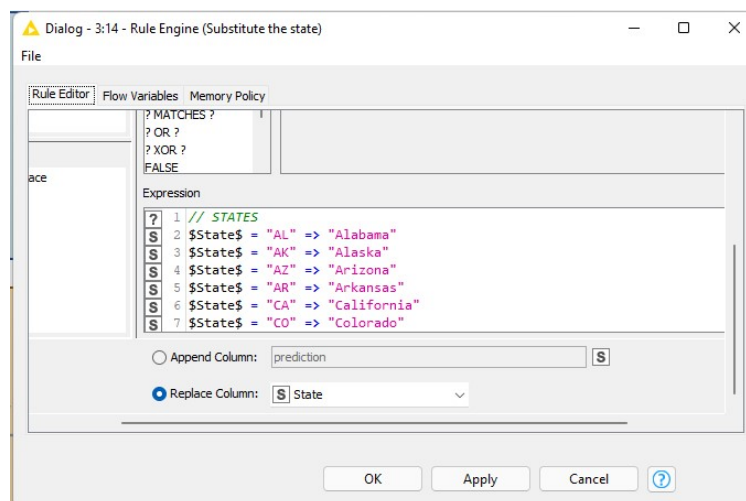 Dialog - 3:14 - Rule Engine (Substitute the state)
File
Rule Editor Flow Variables Memory Policy
? MATCHES ?
? OR ?
? XOR ?
FALSE
ace
Expression
? 1 // STATES
S 2 $State$ = "AL" => "Alabama"
S 3 $State$ = "AK" => "Alaska"
S 4 $State$ = "AZ" => "Arizona"
S 5 $State$ = "AR" => "Arkansas"
S 6 $State$ = "CA" => "California"
S 7 $State$ = "CO" => "Colorado"
Append Column: prediction S
Replace Column: S State
OK Apply Cancel ?